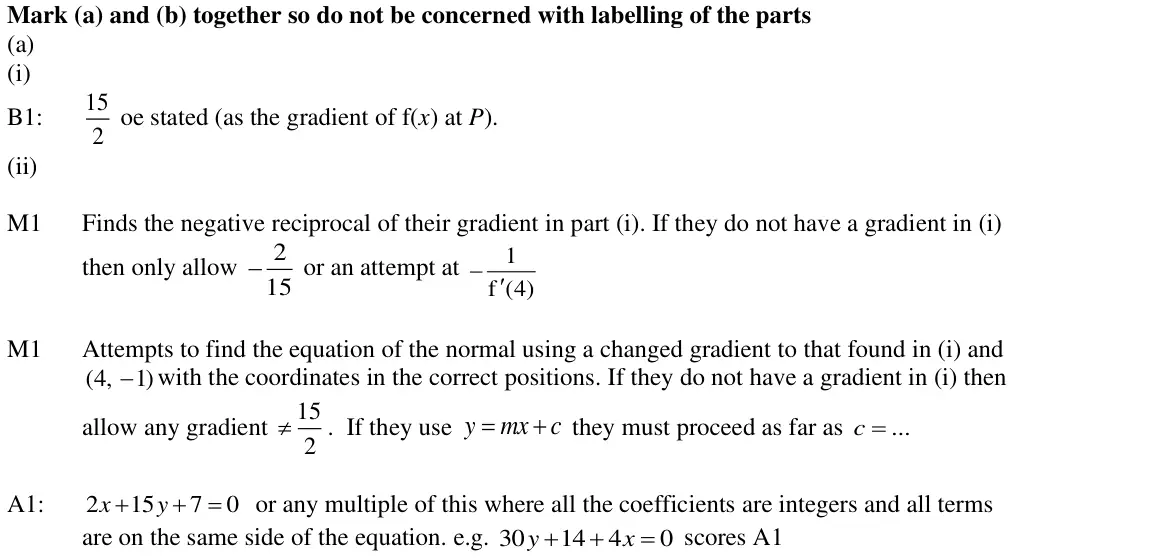 Mark (a) and (b) together so do not be concerned with labelling of the parts
(a)
(i)
B1: 15/2 oe stated (as the gradient of f(x) at P).
(ii)
M1 Finds the negative reciprocal of their gradient in part (i). If they do not have a gradient in (i)
then only allow −2/15 or an attempt at −1/f′(4)
M1 Attempts to find the equation of the normal using a changed gradient to that found in (i) and
(4, −1) with the coordinates in the correct positions. If they do not have a gradient in (i) then
allow any gradient ≠ 15/2. If they use y = mx + c they must proceed as far as c = ...
A1: 2x + 15y + 7 = 0 or any multiple of this where all the coefficients are integers and all terms
are on the same side of the equation. e.g. 30y + 14 + 4x = 0 scores A1